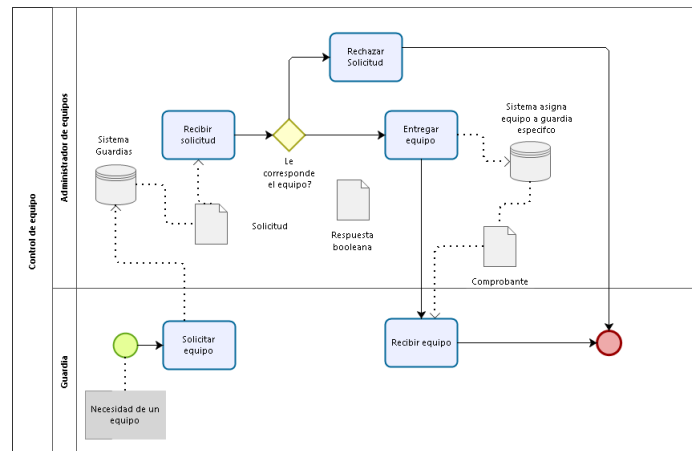 Control de equipo
Administrador de equipos
Rechazar
Solicitud
Recibir
solicitud
Entregar
equipo
Sistema asigna
equipo a guardia
especifco
Sistema
Guardias
Le
corresponde
el equipo?
Solicitud
Respuesta
booleana
Comprobante
Guardia
Solicitar
equipo
Recibir equipo
Necesidad de un
equipo